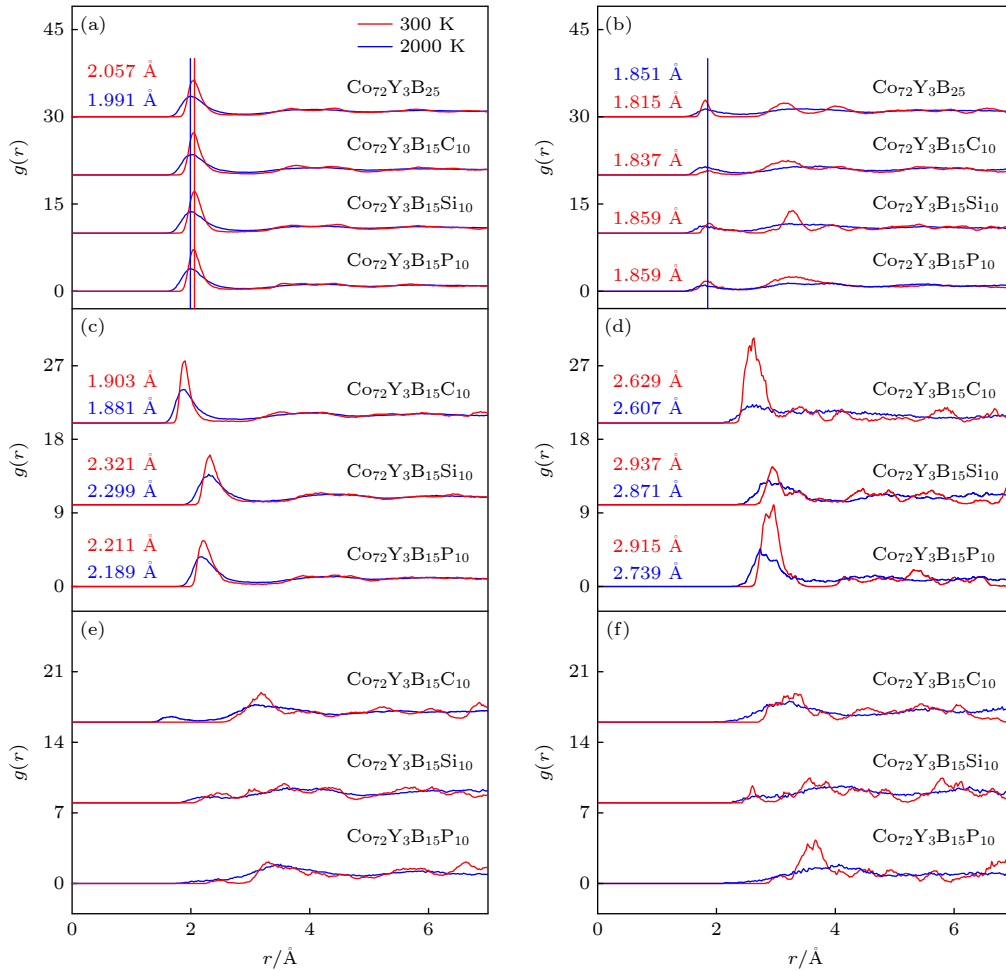 (a)
300 K
2000 K
45
30
15
0
g(r)
2.057 Å
1.991 Å
Co₇₂Y₃B₂₅
Co₇₂Y₃B₁₅C₁₀
Co₇₂Y₃B₁₅Si₁₀
Co₇₂Y₃B₁₅P₁₀
(b)
45
30
15
0
g(r)
1.851 Å
1.815 Å
1.837 Å
1.859 Å
1.859 Å
Co₇₂Y₃B₂₅
Co₇₂Y₃B₁₅C₁₀
Co₇₂Y₃B₁₅Si₁₀
Co₇₂Y₃B₁₅P₁₀
(c)
27
18
9
0
g(r)
1.903 Å
1.881 Å
2.321 Å
2.299 Å
2.211 Å
2.189 Å
Co₇₂Y₃B₁₅C₁₀
Co₇₂Y₃B₁₅Si₁₀
Co₇₂Y₃B₁₅P₁₀
(d)
27
18
9
0
g(r)
2.629 Å
2.607 Å
2.937 Å
2.871 Å
2.915 Å
2.739 Å
Co₇₂Y₃B₁₅C₁₀
Co₇₂Y₃B₁₅Si₁₀
Co₇₂Y₃B₁₅P₁₀
(e)
21
14
7
0
g(r)
Co₇₂Y₃B₁₅C₁₀
Co₇₂Y₃B₁₅Si₁₀
Co₇₂Y₃B₁₅P₁₀
0 2 4 6
r/Å
(f)
21
14
7
0
g(r)
Co₇₂Y₃B₁₅C₁₀
Co₇₂Y₃B₁₅Si₁₀
Co₇₂Y₃B₁₅P₁₀
0 2 4 6
r/Å